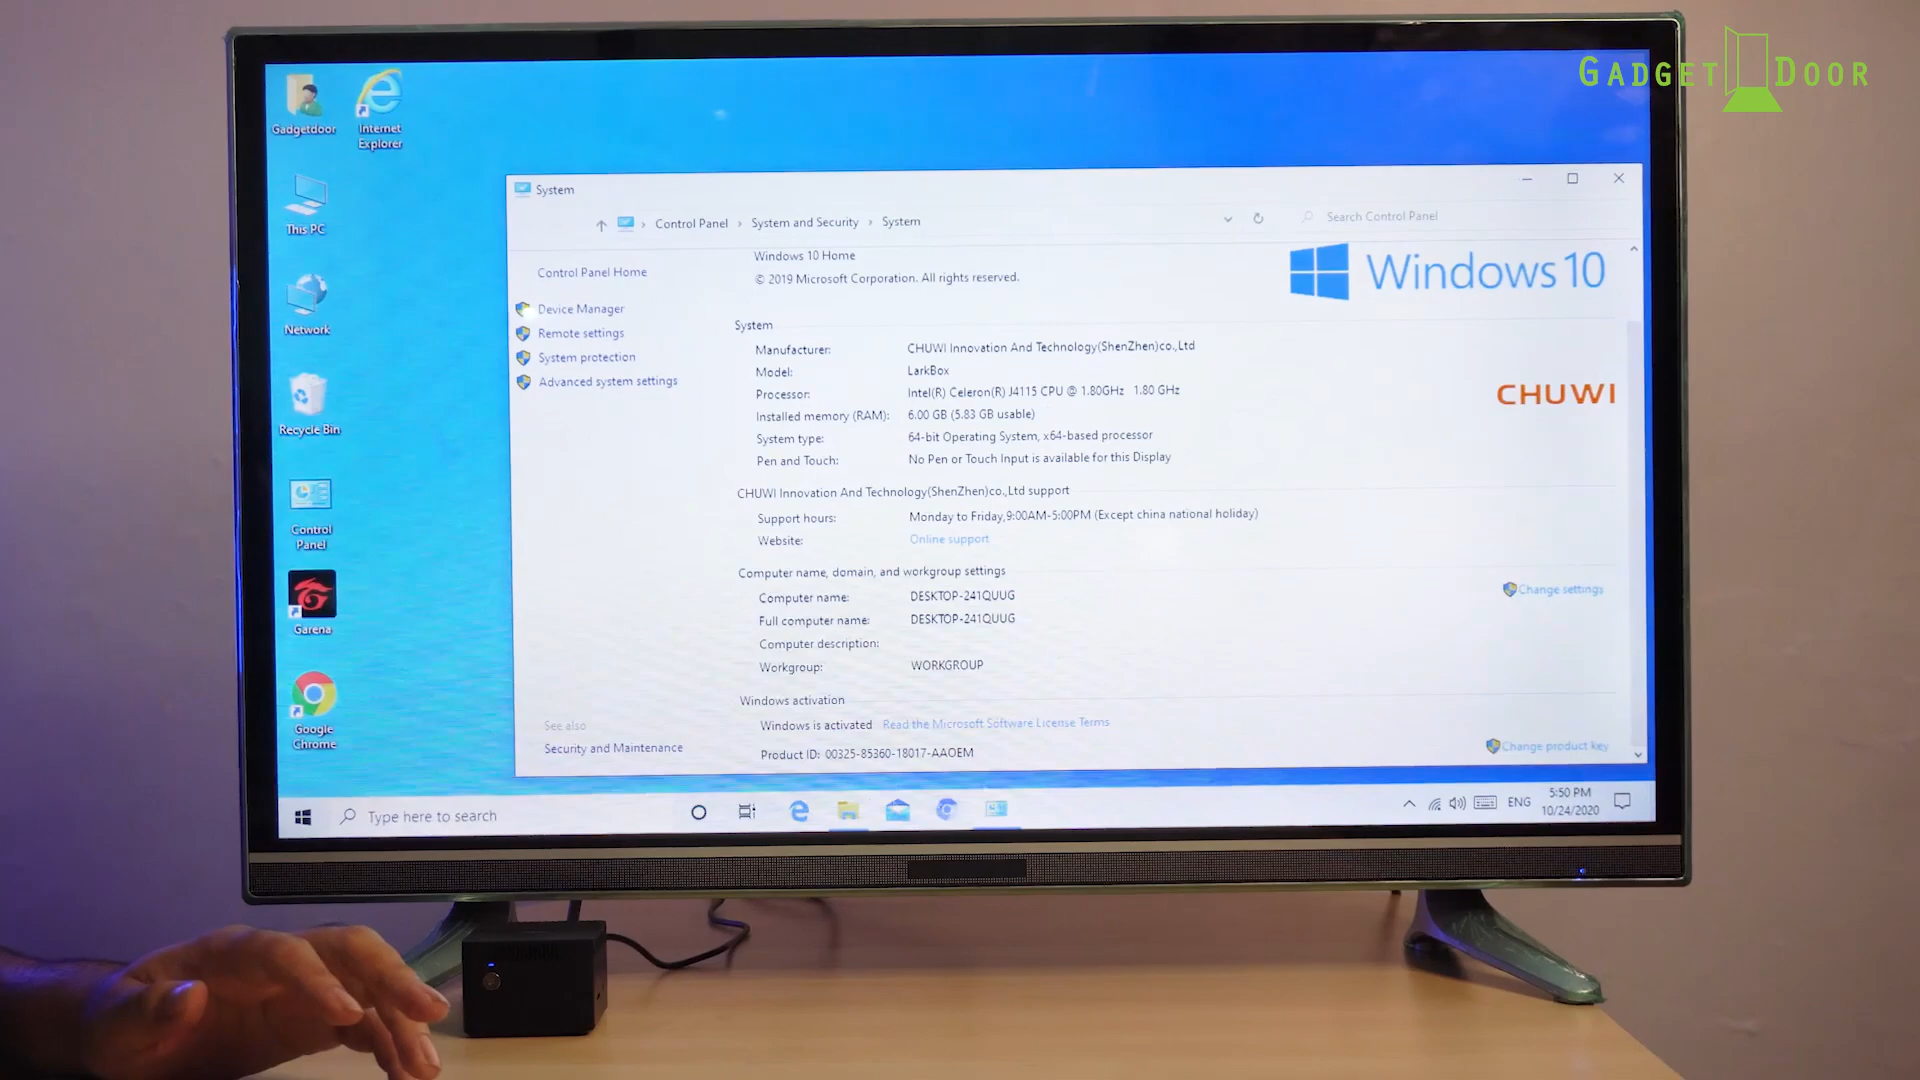 GADGET DOOR
Gadgetdoor
Internet
Explorer
This PC
Network
Recycle Bin
Control
Panel
Garena
Google
Chrome
System
Control Panel › System and Security › System
Search Control Panel
Control Panel Home
Device Manager
Remote settings
System protection
Advanced system settings
See also
Security and Maintenance
Windows 10 Home
© 2019 Microsoft Corporation. All rights reserved.
Windows 10
System
Manufacturer: CHUWI Innovation And Technology(ShenZhen)co.,Ltd
Model: LarkBox
Processor: Intel(R) Celeron(R) J4115 CPU @ 1.80GHz 1.80 GHz
Installed memory (RAM): 6.00 GB (5.83 GB usable)
System type: 64-bit Operating System, x64-based processor
Pen and Touch: No Pen or Touch Input is available for this Display
CHUWI
CHUWI Innovation And Technology(ShenZhen)co.,Ltd support
Support hours: Monday to Friday,9:00AM-5:00PM (Except china national holiday)
Website: Online support
Computer name, domain, and workgroup settings
Computer name: DESKTOP-241QUUG
Change settings
Full computer name: DESKTOP-241QUUG
Computer description:
Workgroup: WORKGROUP
Windows activation
Windows is activated Read the Microsoft Software License Terms
Product ID: 00325-85360-18017-AAOEM
Change product key
Type here to search
ENG
5:50 PM
10/24/2020